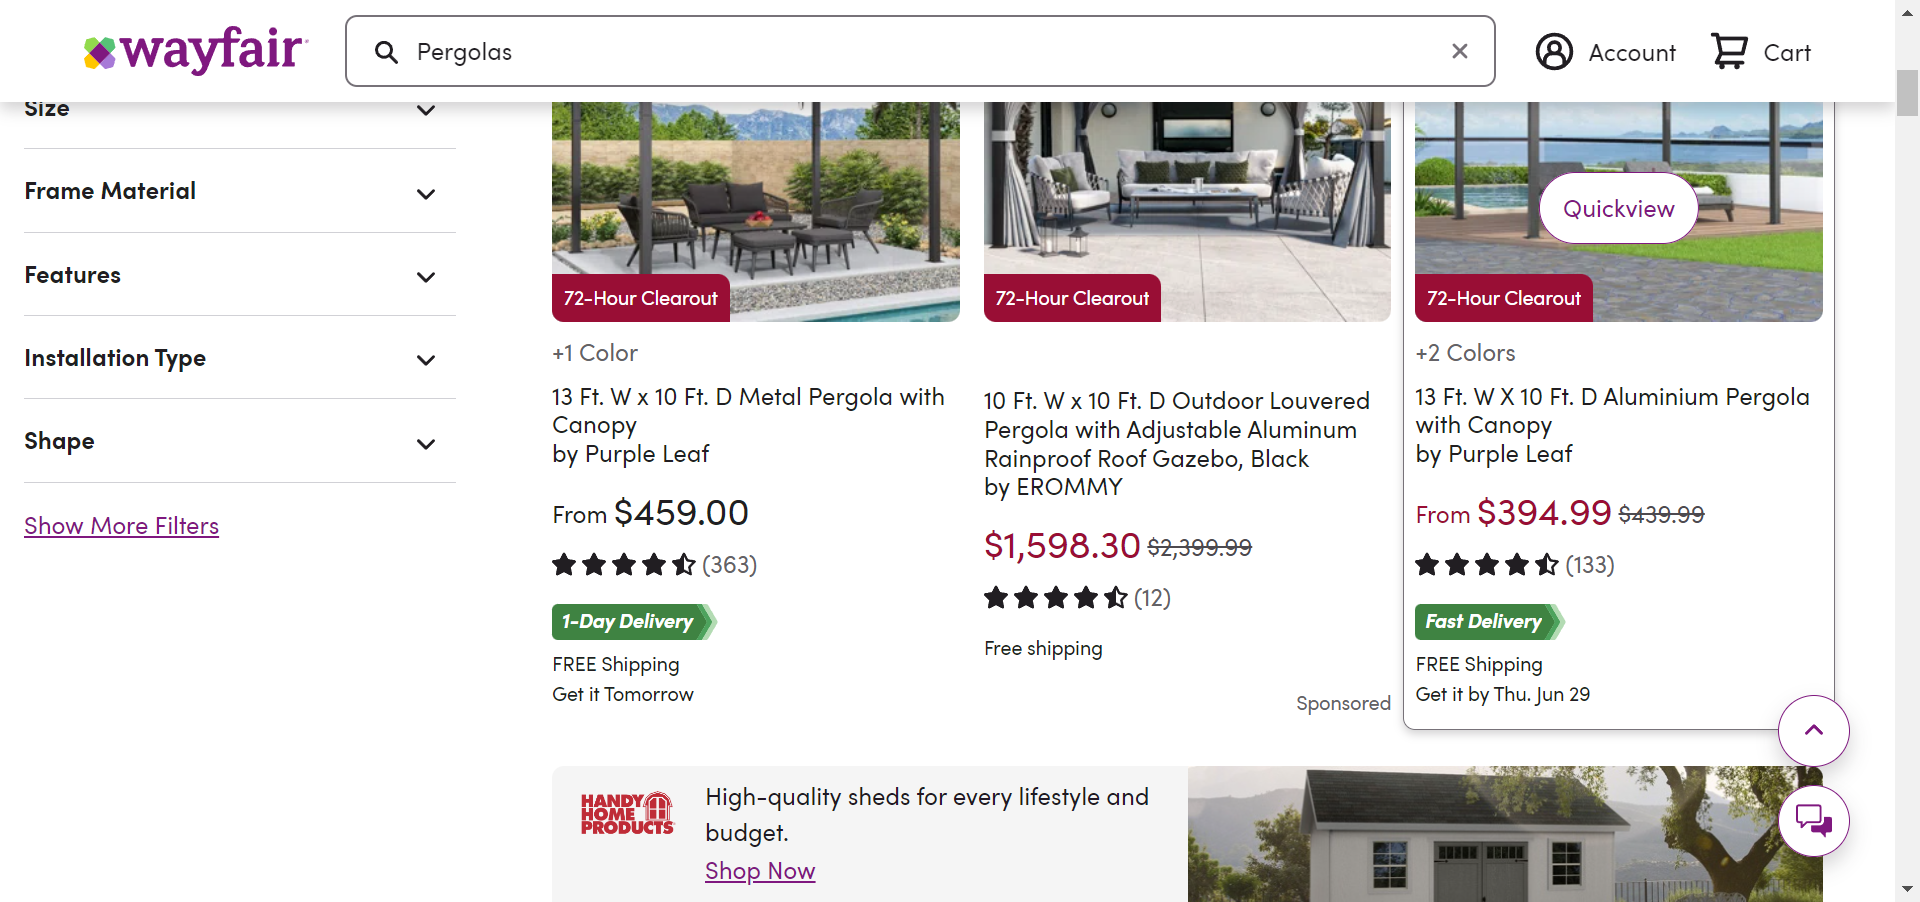 wayfair
Pergolas
Account
Cart
Size
Frame Material
Features
Installation Type
Shape
Show More Filters
72-Hour Clearout
+1 Color
13 Ft. W x 10 Ft. D Metal Pergola with
Canopy
by Purple Leaf
From $459.00
(363)
1-Day Delivery
FREE Shipping
Get it Tomorrow
72-Hour Clearout
10 Ft. W x 10 Ft. D Outdoor Louvered
Pergola with Adjustable Aluminum
Rainproof Roof Gazebo, Black
by EROMMY
$1,598.30 $2,399.99
(12)
Free shipping
Sponsored
Quickview
72-Hour Clearout
+2 Colors
13 Ft. W X 10 Ft. D Aluminium Pergola
with Canopy
by Purple Leaf
From $394.99 $439.99
(133)
Fast Delivery
FREE Shipping
Get it by Thu. Jun 29
HANDY
HOME
PRODUCTS
High-quality sheds for every lifestyle and
budget.
Shop Now